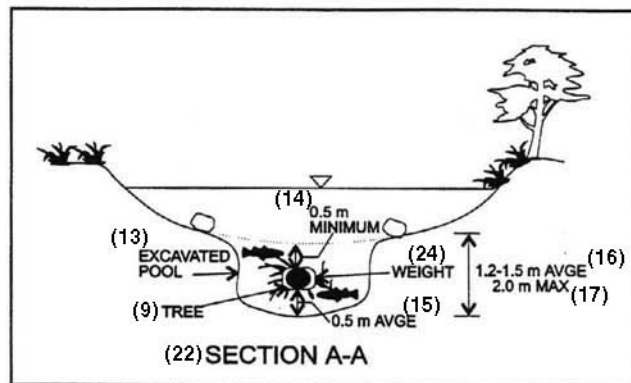 (14)
0.5 m
MINIMUM
(13)
EXCAVATED
POOL
(24)
WEIGHT
1.2-1.5 m AVGE (16)
2.0 m MAX (17)
(9) TREE
(15)
0.5 m AVGE
(22) SECTION A-A